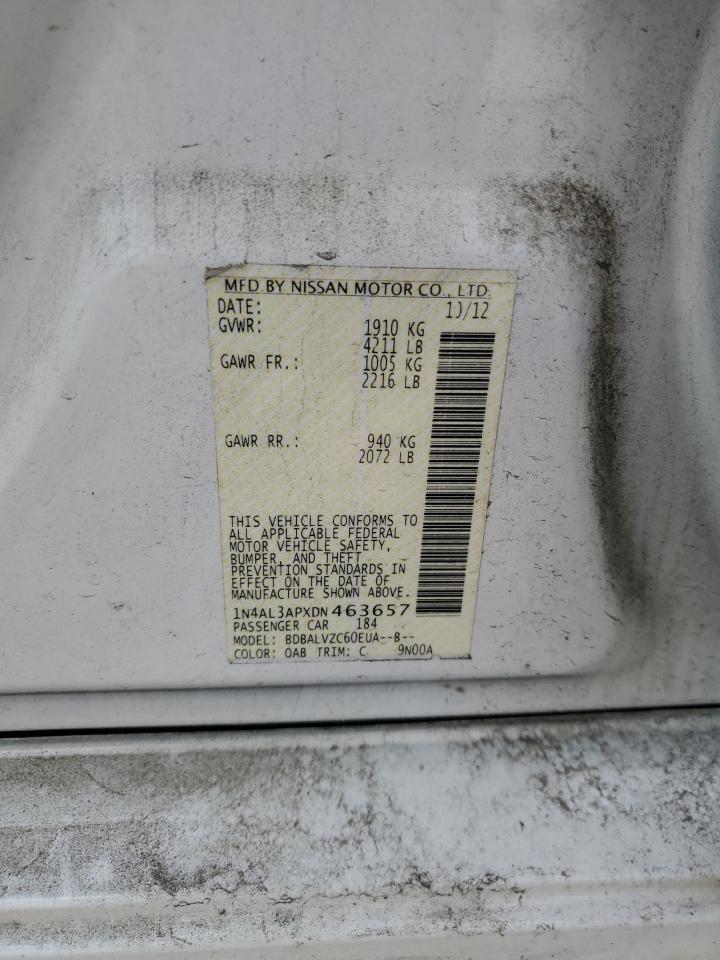 MFD.BY NISSAN MOTOR CO., LTD.
DATE: 10/12
GVWR: 1910 KG
4211 LB
GAWR FR.: 1005 KG
2216 LB
GAWR RR.: 940 KG
2072 LB
THIS VEHICLE CONFORMS TO
ALL APPLICABLE FEDERAL
MOTOR VEHICLE SAFETY,
BUMPER, AND THEFT
PREVENTION STANDARDS IN
EFFECT ON THE DATE OF
MANUFACTURE SHOWN ABOVE.
1N4AL3APXDN463657
PASSENGER CAR 184
MODEL: BDBALVZC60EUA--B--
COLOR: QAB TRIM: C 9N00A